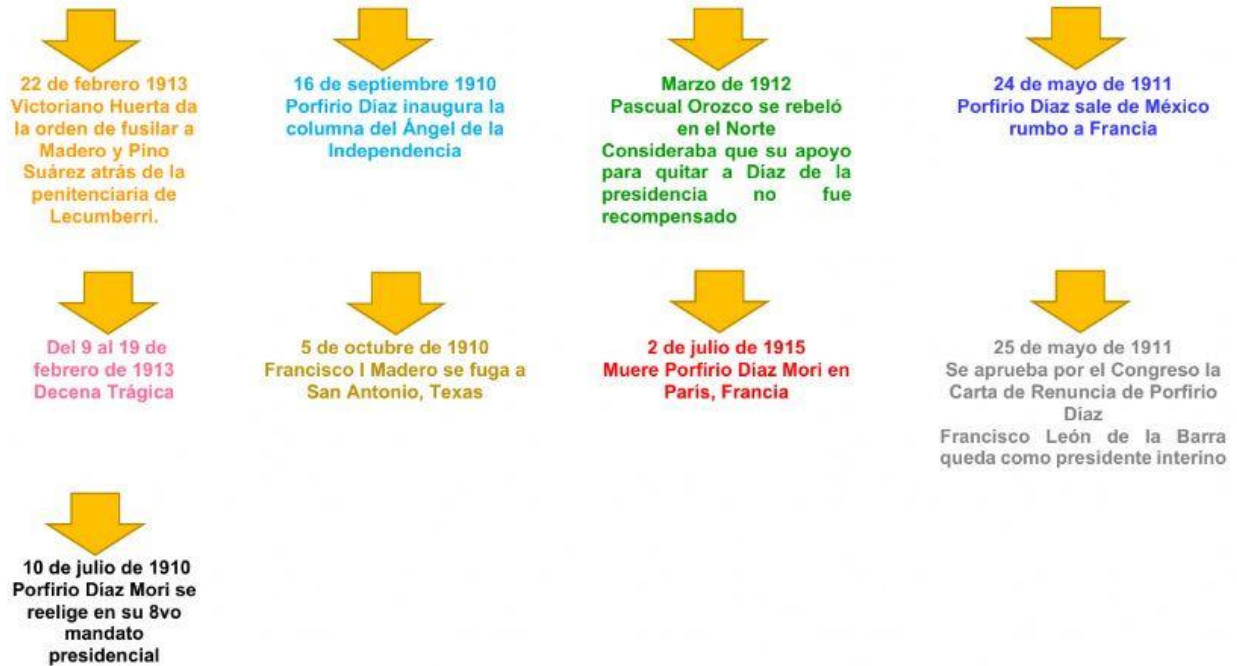 22 de febrero 1913
Victoriano Huerta da
la orden de fusilar a
Madero y Pino
Suárez atrás de la
penitenciaria de
Lecumberri.
16 de septiembre 1910
Porfirio Díaz inaugura la
columna del Ángel de la
Independencia
Marzo de 1912
Pascual Orozco se rebeló
en el Norte
Consideraba que su apoyo
para quitar a Díaz de la
presidencia no fue
recompensado
24 de mayo de 1911
Porfirio Díaz sale de México
rumbo a Francia
Del 9 al 19 de
febrero de 1913
Decena Trágica
5 de octubre de 1910
Francisco I Madero se fuga a
San Antonio, Texas
2 de julio de 1915
Muere Porfirio Díaz Mori en
París, Francia
25 de mayo de 1911
Se aprueba por el Congreso la
Carta de Renuncia de Porfirio
Díaz
Francisco León de la Barra
queda como presidente interino
10 de julio de 1910
Porfirio Díaz Mori se
reelige en su 8vo
mandato
presidencial